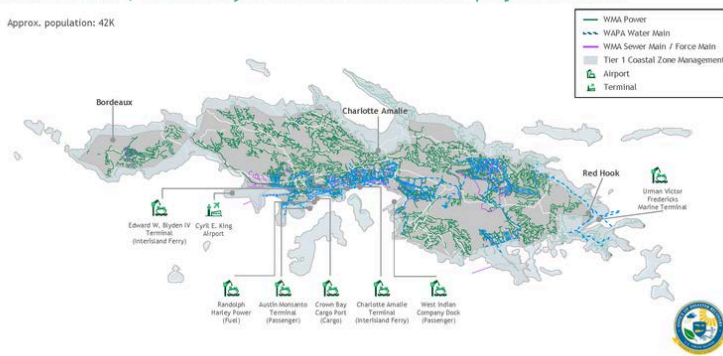 Approx. population: 42K
WMA Power
WAPA Water Main
WMA Sewer Main / Force Main
Tier 1 Coastal Zone Management
Airport
Terminal
Bordeaux
Charlotte Amalie
Red Hook
Urman Victor
Fredericks
Marine Terminal
Edward W. Blyden IV
Terminal
(Interisland Ferry)
Cyril E. King
Airport
Randolph
Harley Power
(Fuel)
Austin Monsanto
Terminal
(Passenger)
Crown Bay
Cargo Port
(Cargo)
Charlotte Amalie
Terminal
(Interisland Ferry)
West Indian
Company Dock
(Passenger)